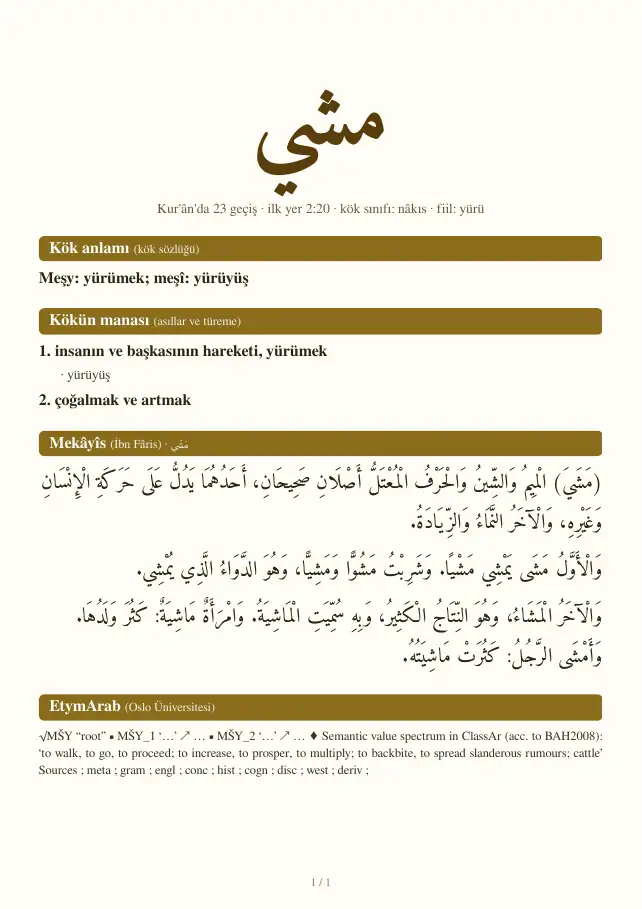 مشي
Kur'ân'da 23 geçiş · ilk yer 2:20 · kök sınıfı: nâkıs · fiil: yürü
Kök anlamı (kök sözlüğü)
Meşy: yürümek; meşî: yürüyüş
Kökün manası (asıllar ve türeme)
1. insanın ve başkasının hareketi, yürümek
· yürüyüş
2. çoğalmak ve artmak
Mekâyîs (İbn Fâris) · مَشَي
(مَشَيَ) الْمِيمُ وَالشِّينُ وَالْحَرْفُ الْمُعْتَلُّ أَصْلَانِ صَحِيحَانِ، أَحَدُهُمَا يَدُلُّ عَلَى حَرَكَةِ الْإِنْسَانِ
وَغَيْرِهِ، وَالْآخَرُ النَّمَاءُ وَالزِّيَادَةُ.
وَالْأَوَّلُ مَشَى يَمْشِي مَشْيًا. وَشَرِبْتُ مَشُوًّا وَمَشِيًّا، وَهُوَ الدَّوَاءُ الَّذِي يُمْشِي.
وَالْآخَرُ الْمَشَاءُ، وَهُوَ النِّتَاجُ الْكَثِيرُ، وَبِهِ سُمِّيَتِ الْمَاشِيَةُ. وَامْرَأَةٌ مَاشِيَةٌ: كَثُرَ وَلَدُهَا.
وَأَمْشَى الرَّجُلُ: كَثُرَتْ مَاشِيَتُهُ.
EtymArab (Oslo Üniversitesi)
√MŠY “root” ▪ MŠY_1 ‘…’ ↗ … ▪ MŠY_2 ‘…’ ↗ … ♦ Semantic value spectrum in ClassAr (acc. to BAH2008):
‘to walk, to go, to proceed; to increase, to prosper, to multiply; to backbite, to spread slanderous rumours; cattle’
Sources ; meta ; gram ; engl ; conc ; hist ; cogn ; disc ; west ; deriv ;
1 / 1